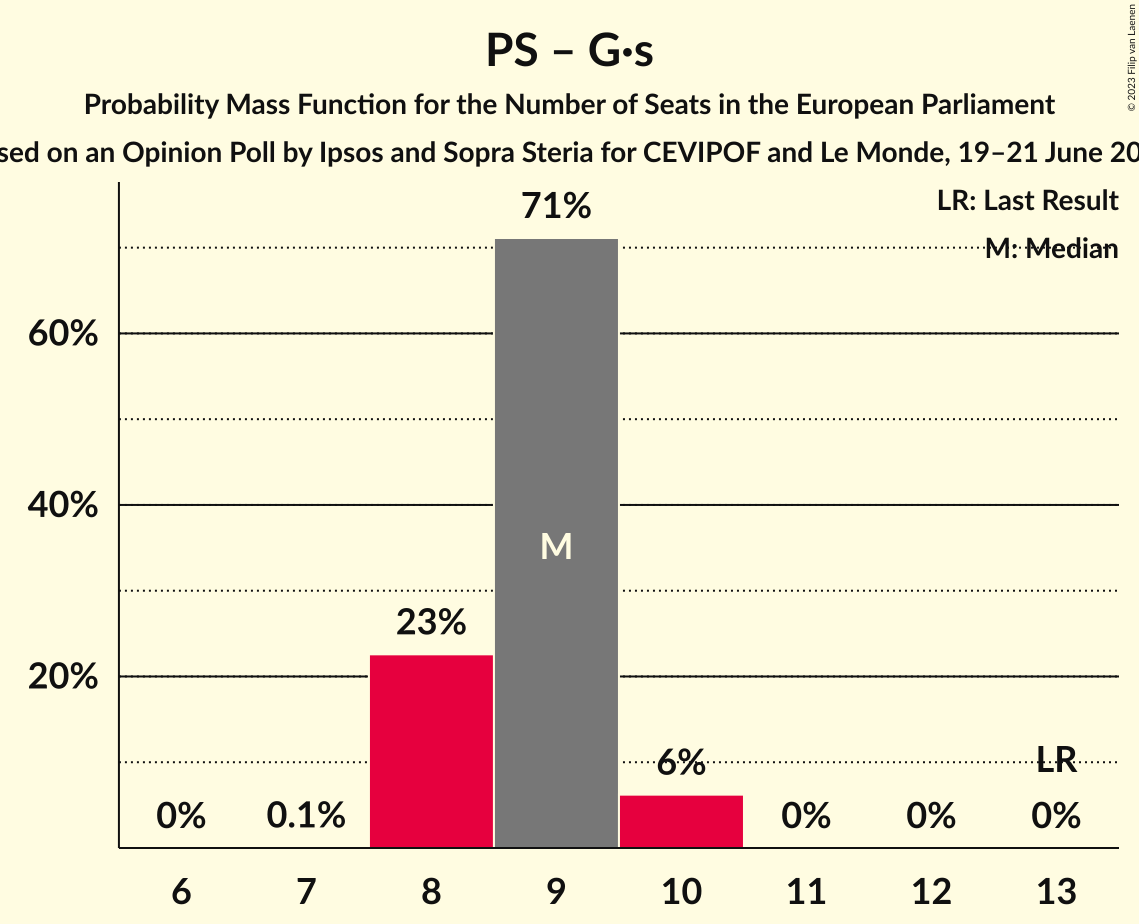 PS – G·s
Probability Mass Function for the Number of Seats in the European Parliament
sed on an Opinion Poll by Ipsos and Sopra Steria for CEVIPOF and Le Monde, 19–21 June 20
© 2023 Filip van Laenen
LR: Last Result
M: Median
71%
60%
40%
M
23%
20%
6%
LR
0%
0.1%
0%
0%
0%
6
7
8
9
10
11
12
13